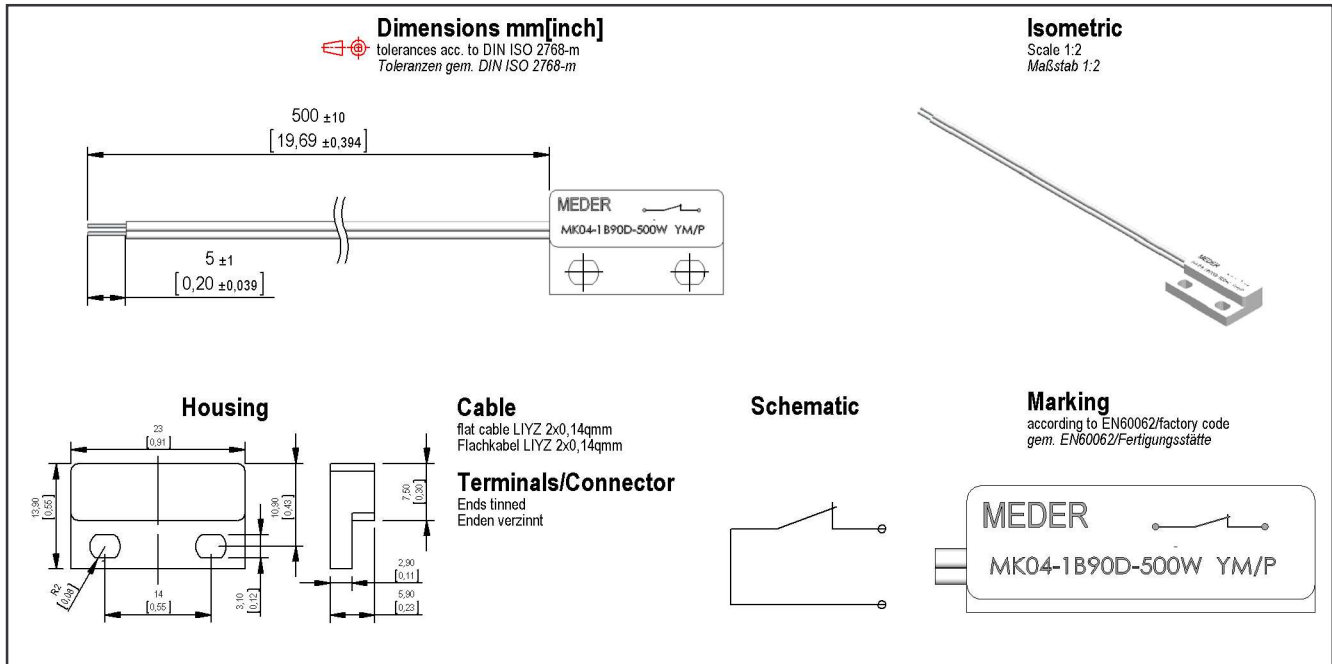 Dimensions mm[inch]
tolerances acc. to DIN ISO 2768-m
Toleranzen gem. DIN ISO 2768-m
Isometric
Scale 1:2
Maßstab 1:2
500 ±10
[19,69 ±0,394]
5 ±1
[0,20 ±0,039]
MEDER
MK04-1B90D-500W YM/P
MEDER
Housing
23
[0,91]
13,90
[0,55]
10,90
[0,43]
R2
[0,08]
14
[0,55]
3,10
[0,12]
7,50
[0,30]
2,90
[0,11]
5,90
[0,23]
Cable
flat cable LIYZ 2x0,14qmm
Flachkabel LIYZ 2x0,14qmm
Terminals/Connector
Ends tinned
Enden verzinnt
Schematic
Marking
according to EN60062/factory code
gem. EN60062/Fertigungsstätte
MEDER
MK04-1B90D-500W YM/P